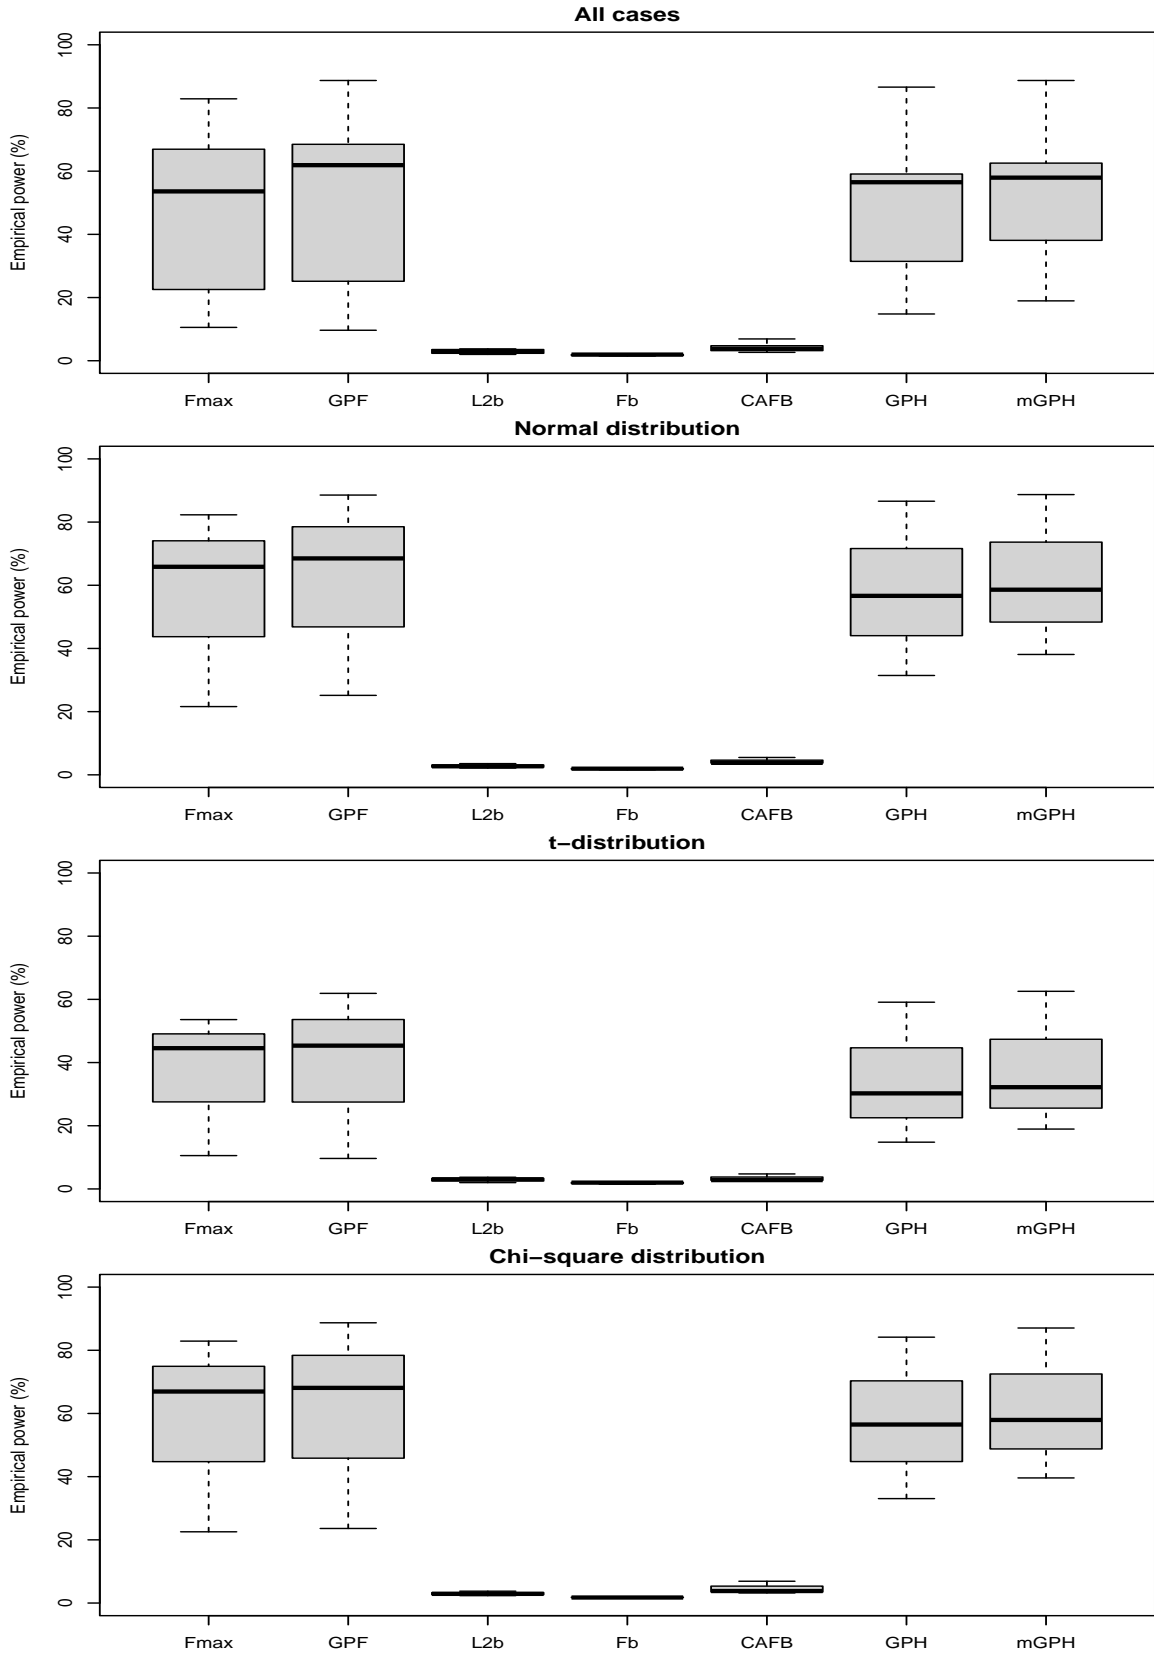 All cases
Empirical power (%)
100
80
60
40
20
0
Fmax GPF L2b Fb CAFB GPH mGPH
Normal distribution
Empirical power (%)
100
80
60
40
20
0
Fmax GPF L2b Fb CAFB GPH mGPH
t−distribution
Empirical power (%)
100
80
60
40
20
0
Fmax GPF L2b Fb CAFB GPH mGPH
Chi−square distribution
Empirical power (%)
100
80
60
40
20
0
Fmax GPF L2b Fb CAFB GPH mGPH